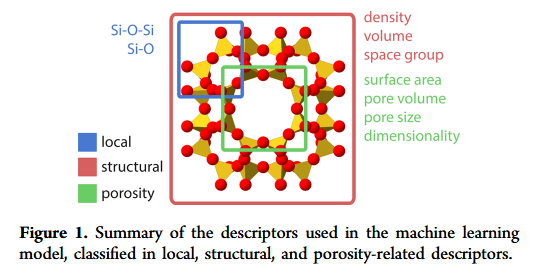 Si-O-Si
Si-O
density
volume
space group
surface area
pore volume
pore size
dimensionality
local
structural
porosity
Figure 1. Summary of the descriptors used in the machine learning
model, classified in local, structural, and porosity-related descriptors.